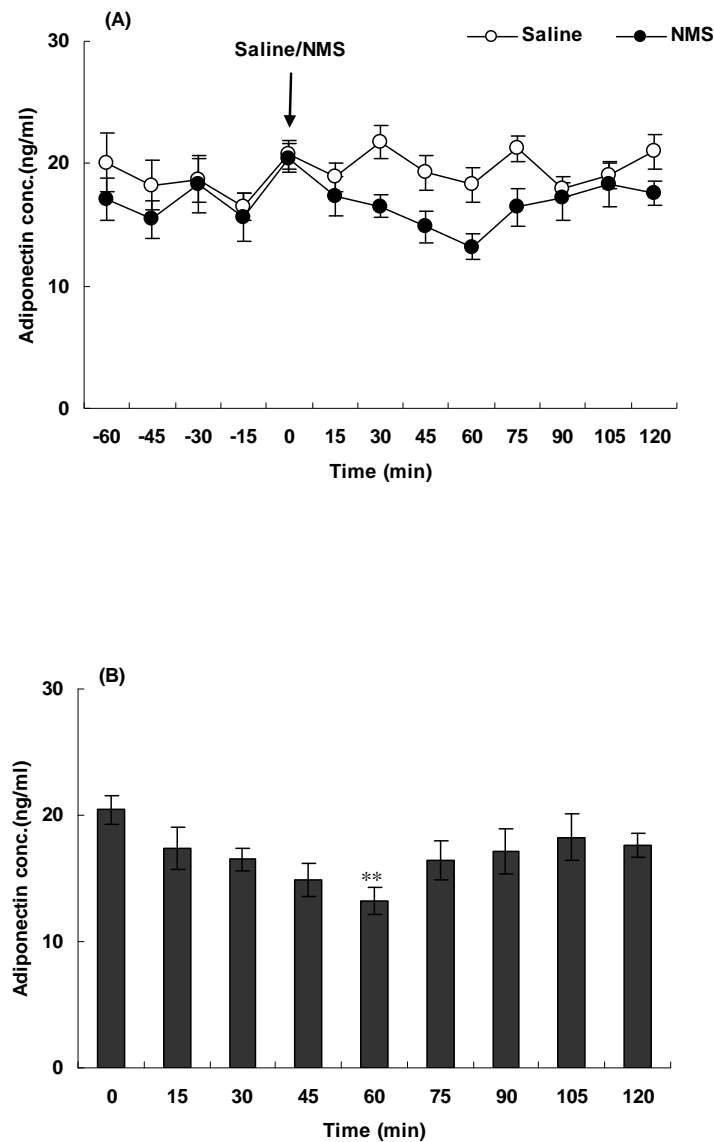 (A)
Saline/NMS
Saline
NMS
30
20
10
0
Adiponectin conc.(ng/ml)
-60 -45 -30 -15 0 15 30 45 60 75 90 105 120
Time (min)
(B)
30
20
10
0
Adiponectin conc.(ng/ml)
**
0 15 30 45 60 75 90 105 120
Time (min)